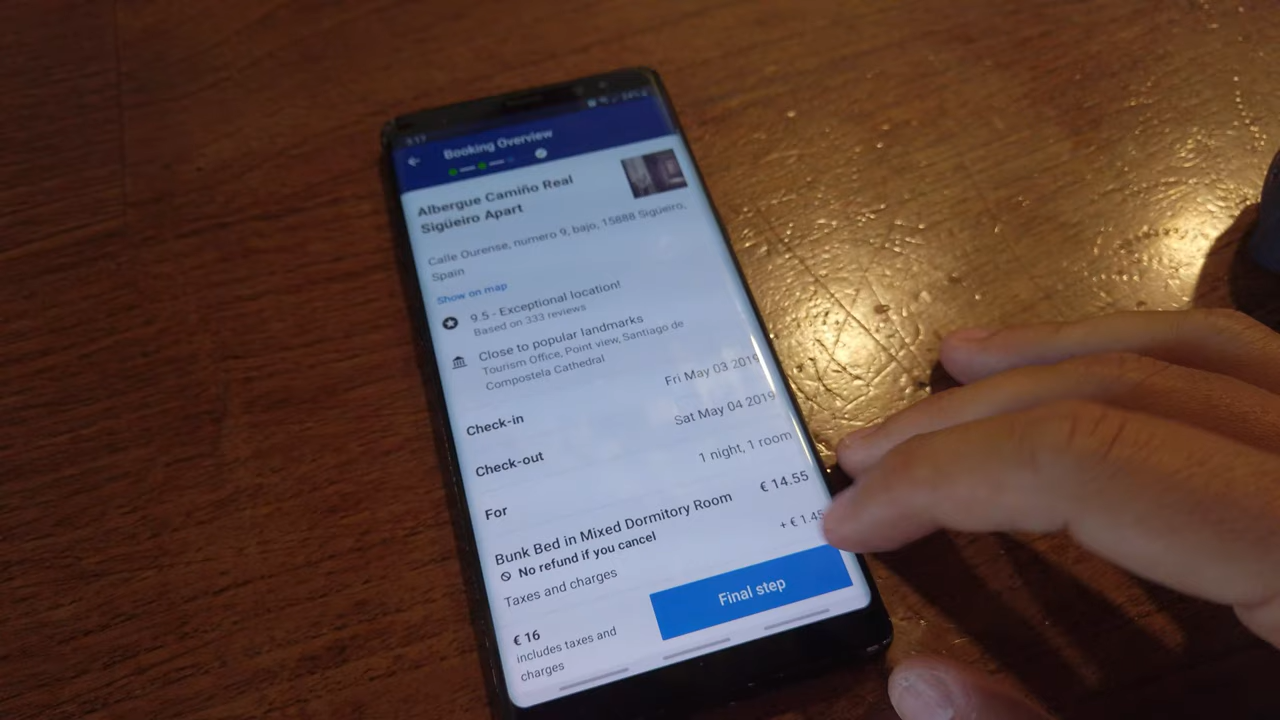 3:17
Booking Overview
Albergue Camiño Real
Sigüeiro Apart
Calle Ourense, numero 9, bajo, 15888 Sigüeiro,
Spain
Show on map
9.5 - Exceptional location!
Based on 333 reviews
Close to popular landmarks
Tourism Office, Point view, Santiago de
Compostela Cathedral
Check-in Fri May 03 2019
Check-out Sat May 04 2019
For 1 night, 1 room
Bunk Bed in Mixed Dormitory Room € 14.55
No refund if you cancel
Taxes and charges + € 1.45
€ 16
includes taxes and
charges
Final step